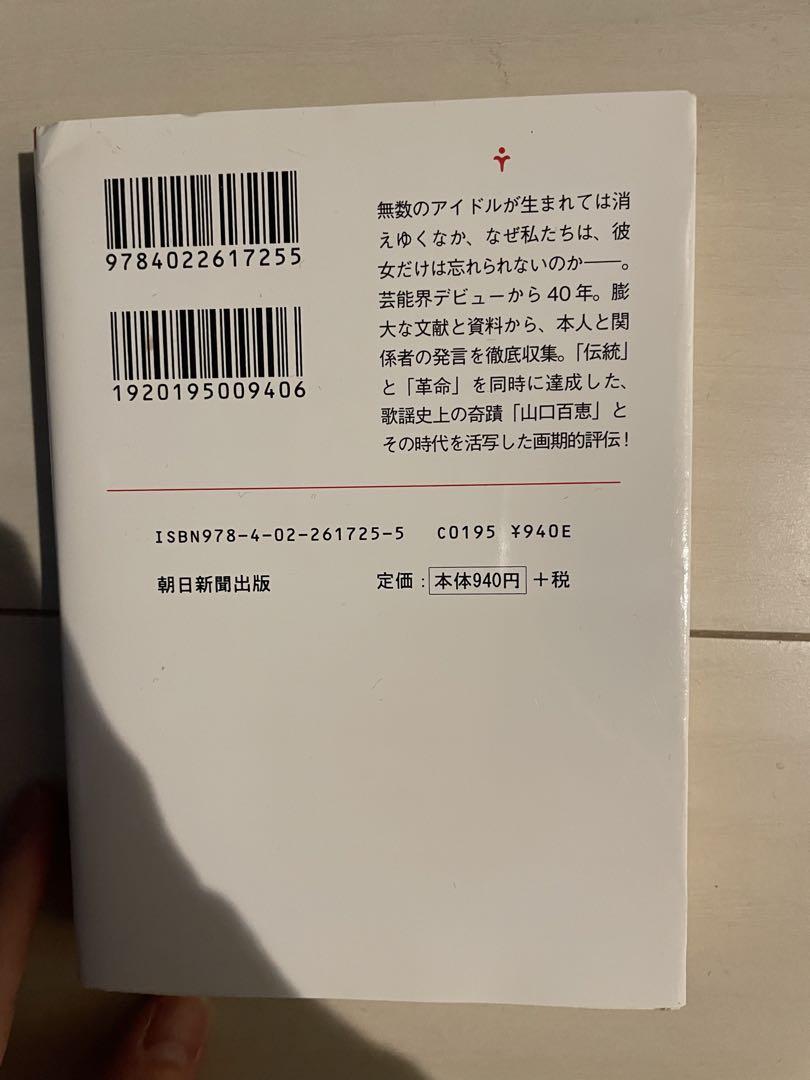 9784022617255
1920195009406
無数のアイドルが生まれては消
えゆくなか、なぜ私たちは、彼
女だけは忘れられないのか――。
芸能界デビューから40年。膨
大な文献と資料から、本人と関
係者の発言を徹底収集。「伝統」
と「革命」を同時に達成した、
歌謡史上の奇蹟「山口百恵」と
その時代を活写した画期的評伝!
ISBN978-4-02-261725-5 C0195 ¥940E
朝日新聞出版 定価:本体940円+税